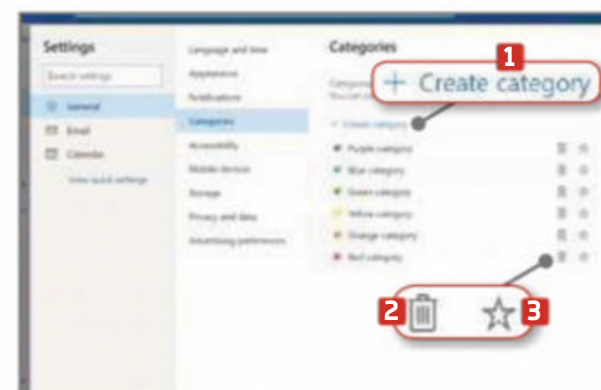 Settings
Search settings
General
Email
Calendar
View quick settings
Language and time
Appearance
Notifications
Categories
Accessibility
Mobile devices
Storage
Privacy and data
Advertising preferences
Categories
1
+ Create category
+ Create category
Purple category
Blue category
Green category
Yellow category
Orange category
Red category
2
3